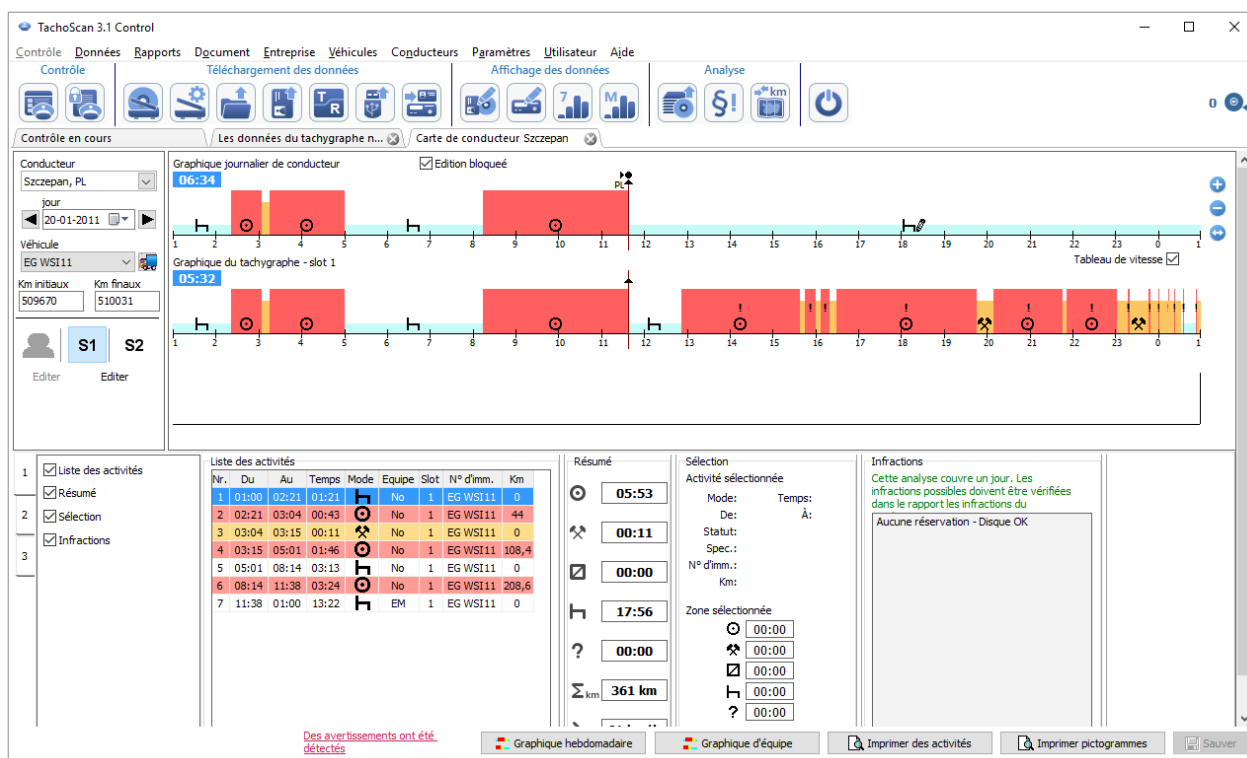 TachoScan 3.1 Control
Contrôle Données Rapports Document Entreprise Véhicules Conducteurs Paramètres Utilisateur Ajde
Contrôle Téléchargement des données Affichage des données Analyse
T R 7 M §! km 0
Contrôle en cours Les données du tachygraphe n... Carte de conducteur Szczepan
Conducteur
Szczepan, PL
jour
20-01-2011
Véhicule
EG WSI11
Km initiaux Km finaux
509670 510031
S1 S2
Editer Editer
Graphique journalier de conducteur Edition bloqueé
06:34
PL
1 2 3 4 5 6 7 8 9 10 11 12 13 14 15 16 17 18 19 20 21 22 23 0 1
Graphique du tachygraphe - slot 1 Tableau de vitesse
05:32
! ! ! ! ! ! ! ! ! ! ! !
1 2 3 4 5 6 7 8 9 10 11 12 13 14 15 16 17 18 19 20 21 22 23 0 1
1
2
3
Liste des activités
Résumé
Sélection
Infractions
Liste des activités
Nr. Du Au Temps Mode Equipe Slot N° d'imm. Km
1 01:00 02:21 01:21 No 1 EG WSI11 0
2 02:21 03:04 00:43 No 1 EG WSI11 44
3 03:04 03:15 00:11 No 1 EG WSI11 0
4 03:15 05:01 01:46 No 1 EG WSI11 108,4
5 05:01 08:14 03:13 No 1 EG WSI11 0
6 08:14 11:38 03:24 No 1 EG WSI11 208,6
7 11:38 01:00 13:22 EM 1 EG WSI11 0
Résumé
05:53
00:11
00:00
17:56
? 00:00
Σkm 361 km
Sélection
Activité sélectionnée
Mode: Temps:
De: À:
Statut:
Spec.:
N° d'imm.:
Km:
Zone sélectionnée
00:00
00:00
00:00
00:00
? 00:00
Infractions
Cette analyse couvre un jour. Les
infractions possibles doivent être vérifiées
dans le rapport les infractions du
Aucune réservation - Disque OK
Des avertissements ont été
détectés
Graphique hebdomadaire Graphique d'équipe Imprimer des activités Imprimer pictogrammes Sauver